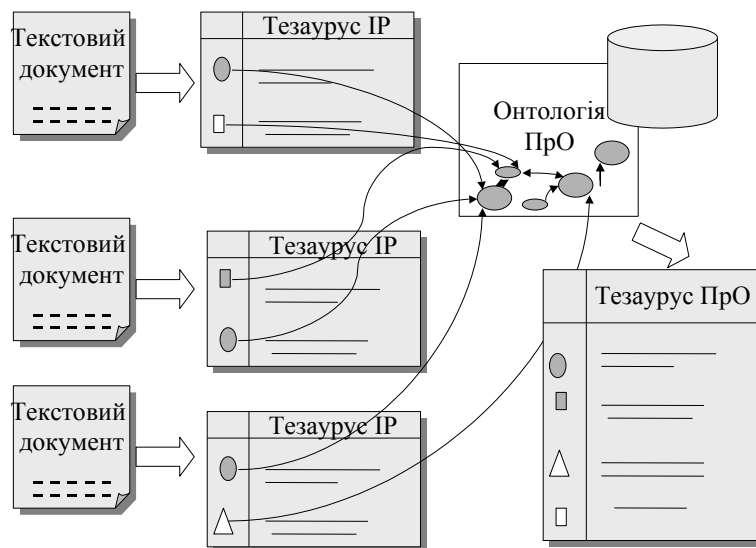 Текстовий
документ
Тезаурус ІР
Онтологія
ПрО
Текстовий
документ
Тезаурус ІР
Тезаурус ПрО
Текстовий
документ
Тезаурус ІР